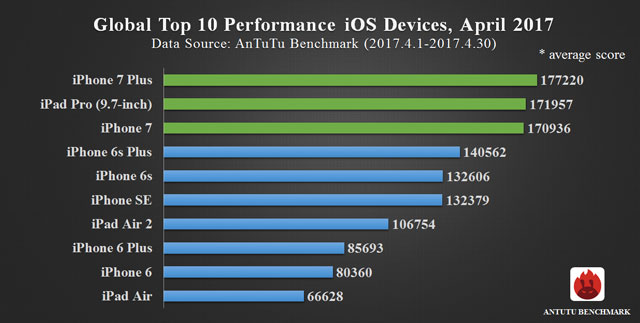 Global Top 10 Performance iOS Devices, April 2017
Data Source: AnTuTu Benchmark (2017.4.1-2017.4.30)
* average score
iPhone 7 Plus 177220
iPad Pro (9.7-inch) 171957
iPhone 7 170936
iPhone 6s Plus 140562
iPhone 6s 132606
iPhone SE 132379
iPad Air 2 106754
iPhone 6 Plus 85693
iPhone 6 80360
iPad Air 66628
ANTUTU BENCHMARK